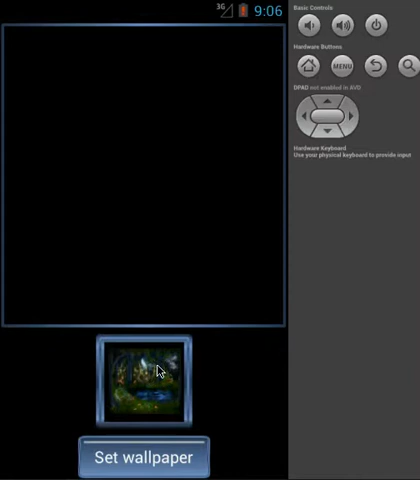 3G
9:06
Basic Controls
Hardware Buttons
MENU
DPAD not enabled in AVD
Hardware Keyboard
Use your physical keyboard to provide input
Set wallpaper